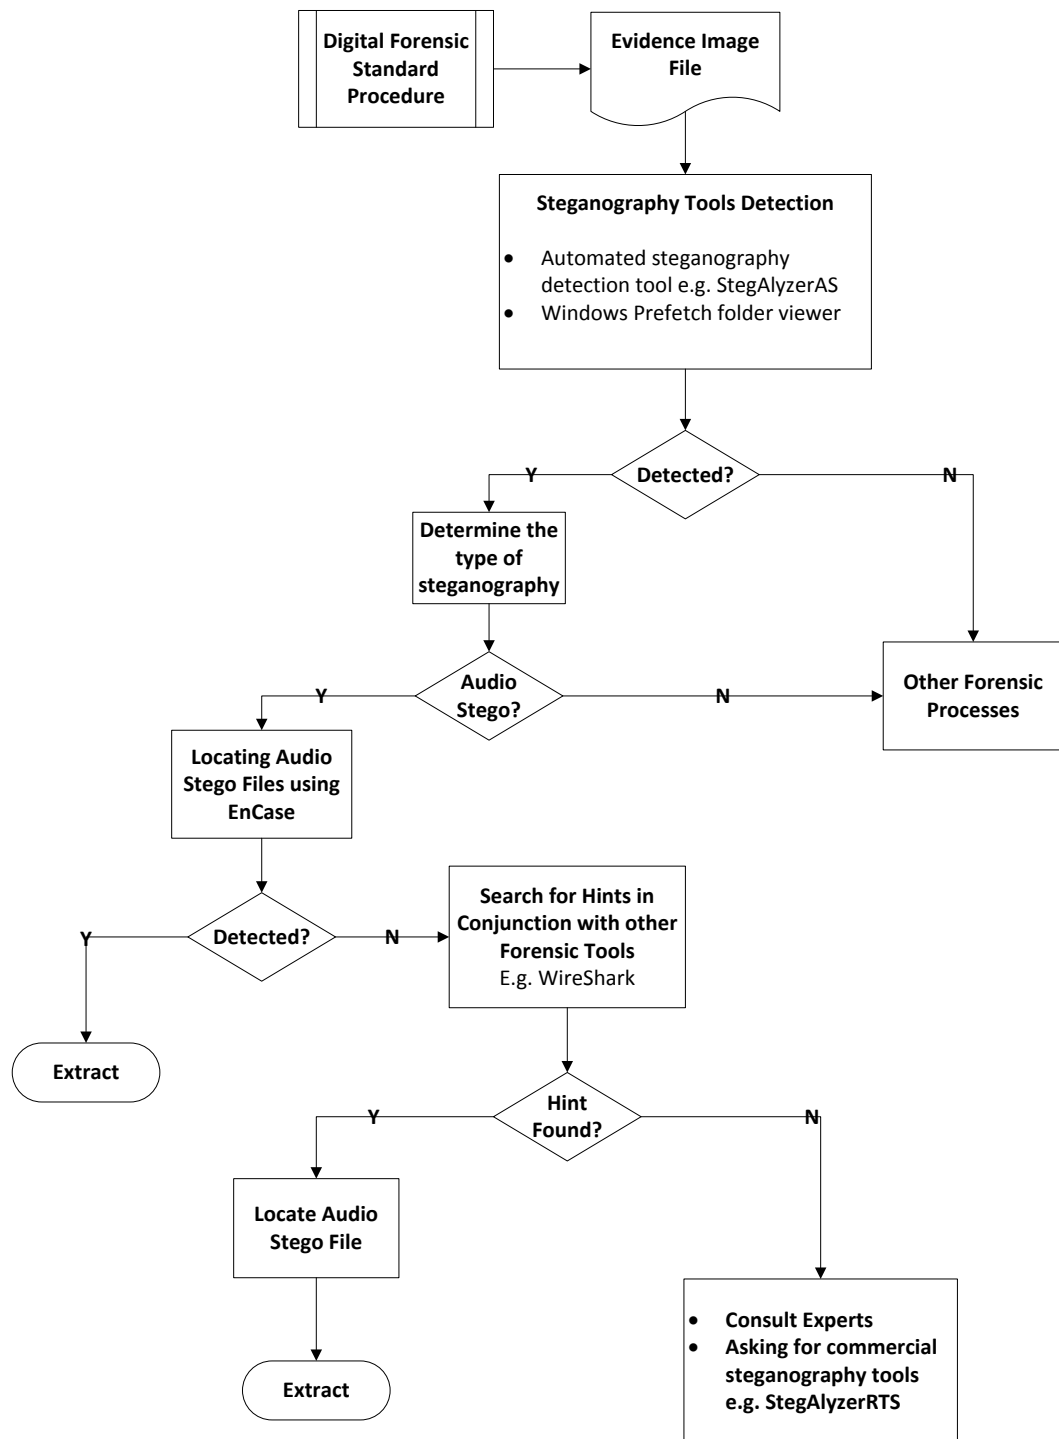 Digital Forensic
Standard
Procedure
Evidence Image
File
Steganography Tools Detection
• Automated steganography
detection tool e.g. StegAlyzerAS
• Windows Prefetch folder viewer
Detected?
Y
N
Determine the
type of
steganography
Audio
Stego?
Y
N
Other Forensic
Processes
Locating Audio
Stego Files using
EnCase
Detected?
Y
N
Search for Hints in
Conjunction with other
Forensic Tools
E.g. WireShark
Extract
Hint
Found?
Y
N
Locate Audio
Stego File
Extract
• Consult Experts
• Asking for commercial
steganography tools
e.g. StegAlyzerRTS